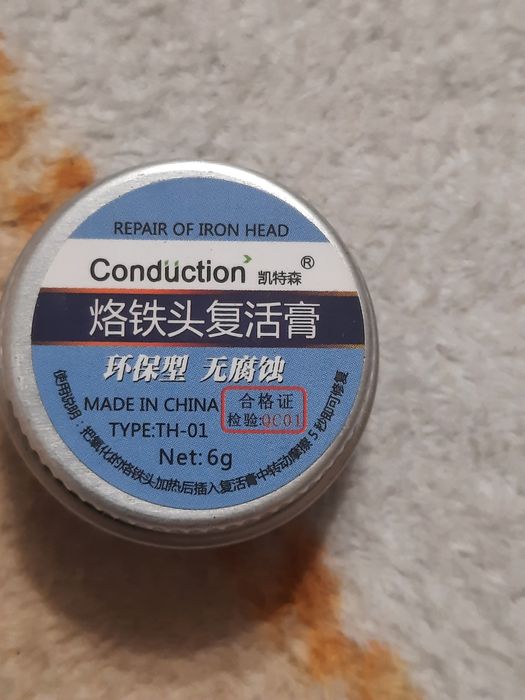 REPAIR OF IRON HEAD
Conduction 凯特森®
烙铁头复活膏
环保型 无腐蚀
MADE IN CHINA
TYPE:TH-01
合格证
检验:QC01
Net:6g
使用说明：把氧化的烙铁头加热后插入复活膏中转动摩擦5秒即可修复